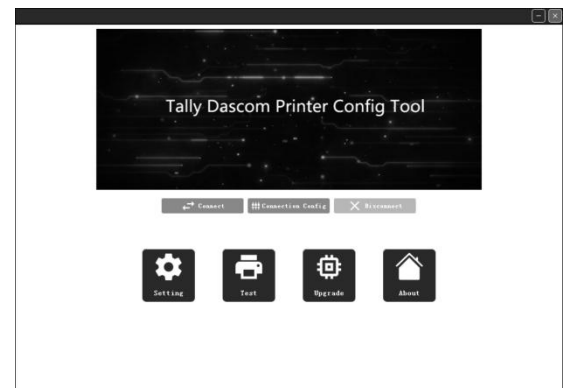 Tally Dascom Printer Config Tool
Connect Connection Config Disconnect
Setting Test Upgrade About